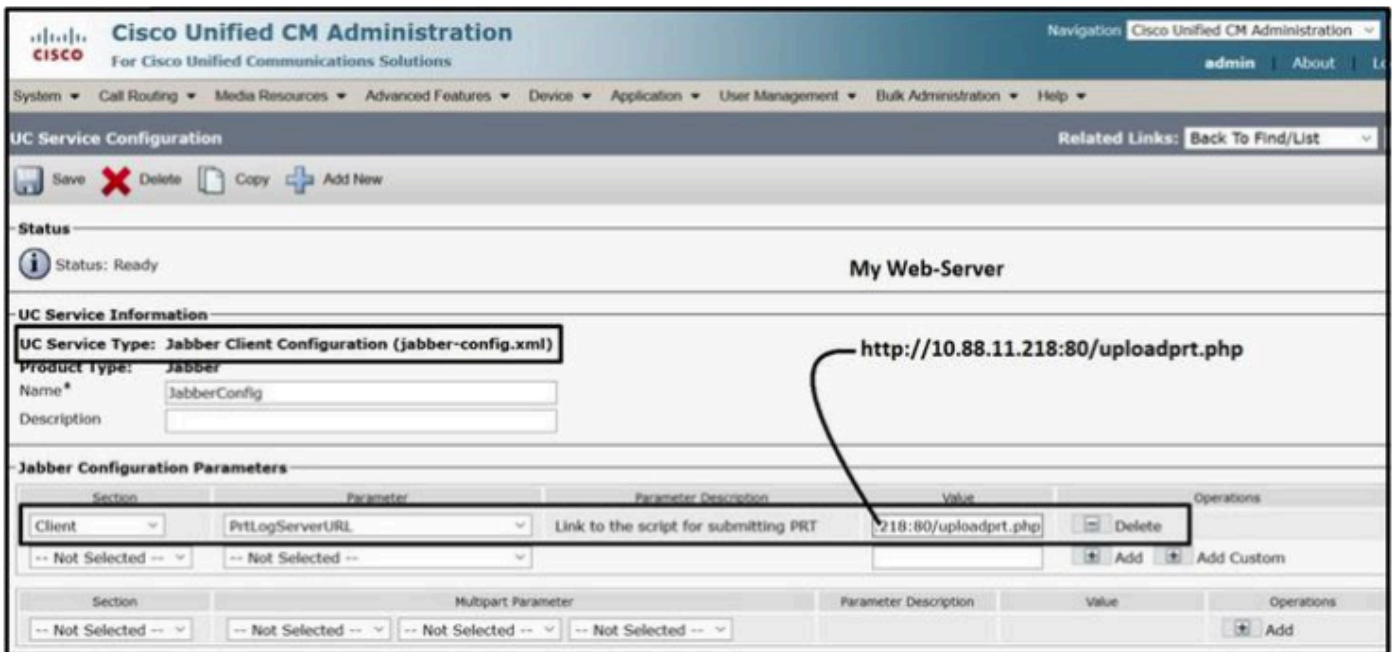 Cisco Unified CM Administration
CISCO
For Cisco Unified Communications Solutions
Navigation Cisco Unified CM Administration
admin About Lo
System Call Routing Media Resources Advanced Features Device Application User Management Bulk Administration Help
UC Service Configuration Related Links: Back To Find/List
Save Delete Copy Add New
Status
i Status: Ready
My Web-Server
UC Service Information
UC Service Type: Jabber Client Configuration (jabber-config.xml)
http://10.88.11.218:80/uploadprt.php
Product Type: Jabber
Name* JabberConfig
Description
Jabber Configuration Parameters
Section Parameter Parameter Description Value Operations
Client PrtLogServerURL Link to the script for submitting PRT .218:80/uploadprt.php Delete
-- Not Selected -- -- Not Selected -- Add Add Custom
Section Multipart Parameter Parameter Description Value Operations
-- Not Selected -- -- Not Selected -- -- Not Selected -- -- Not Selected -- Add